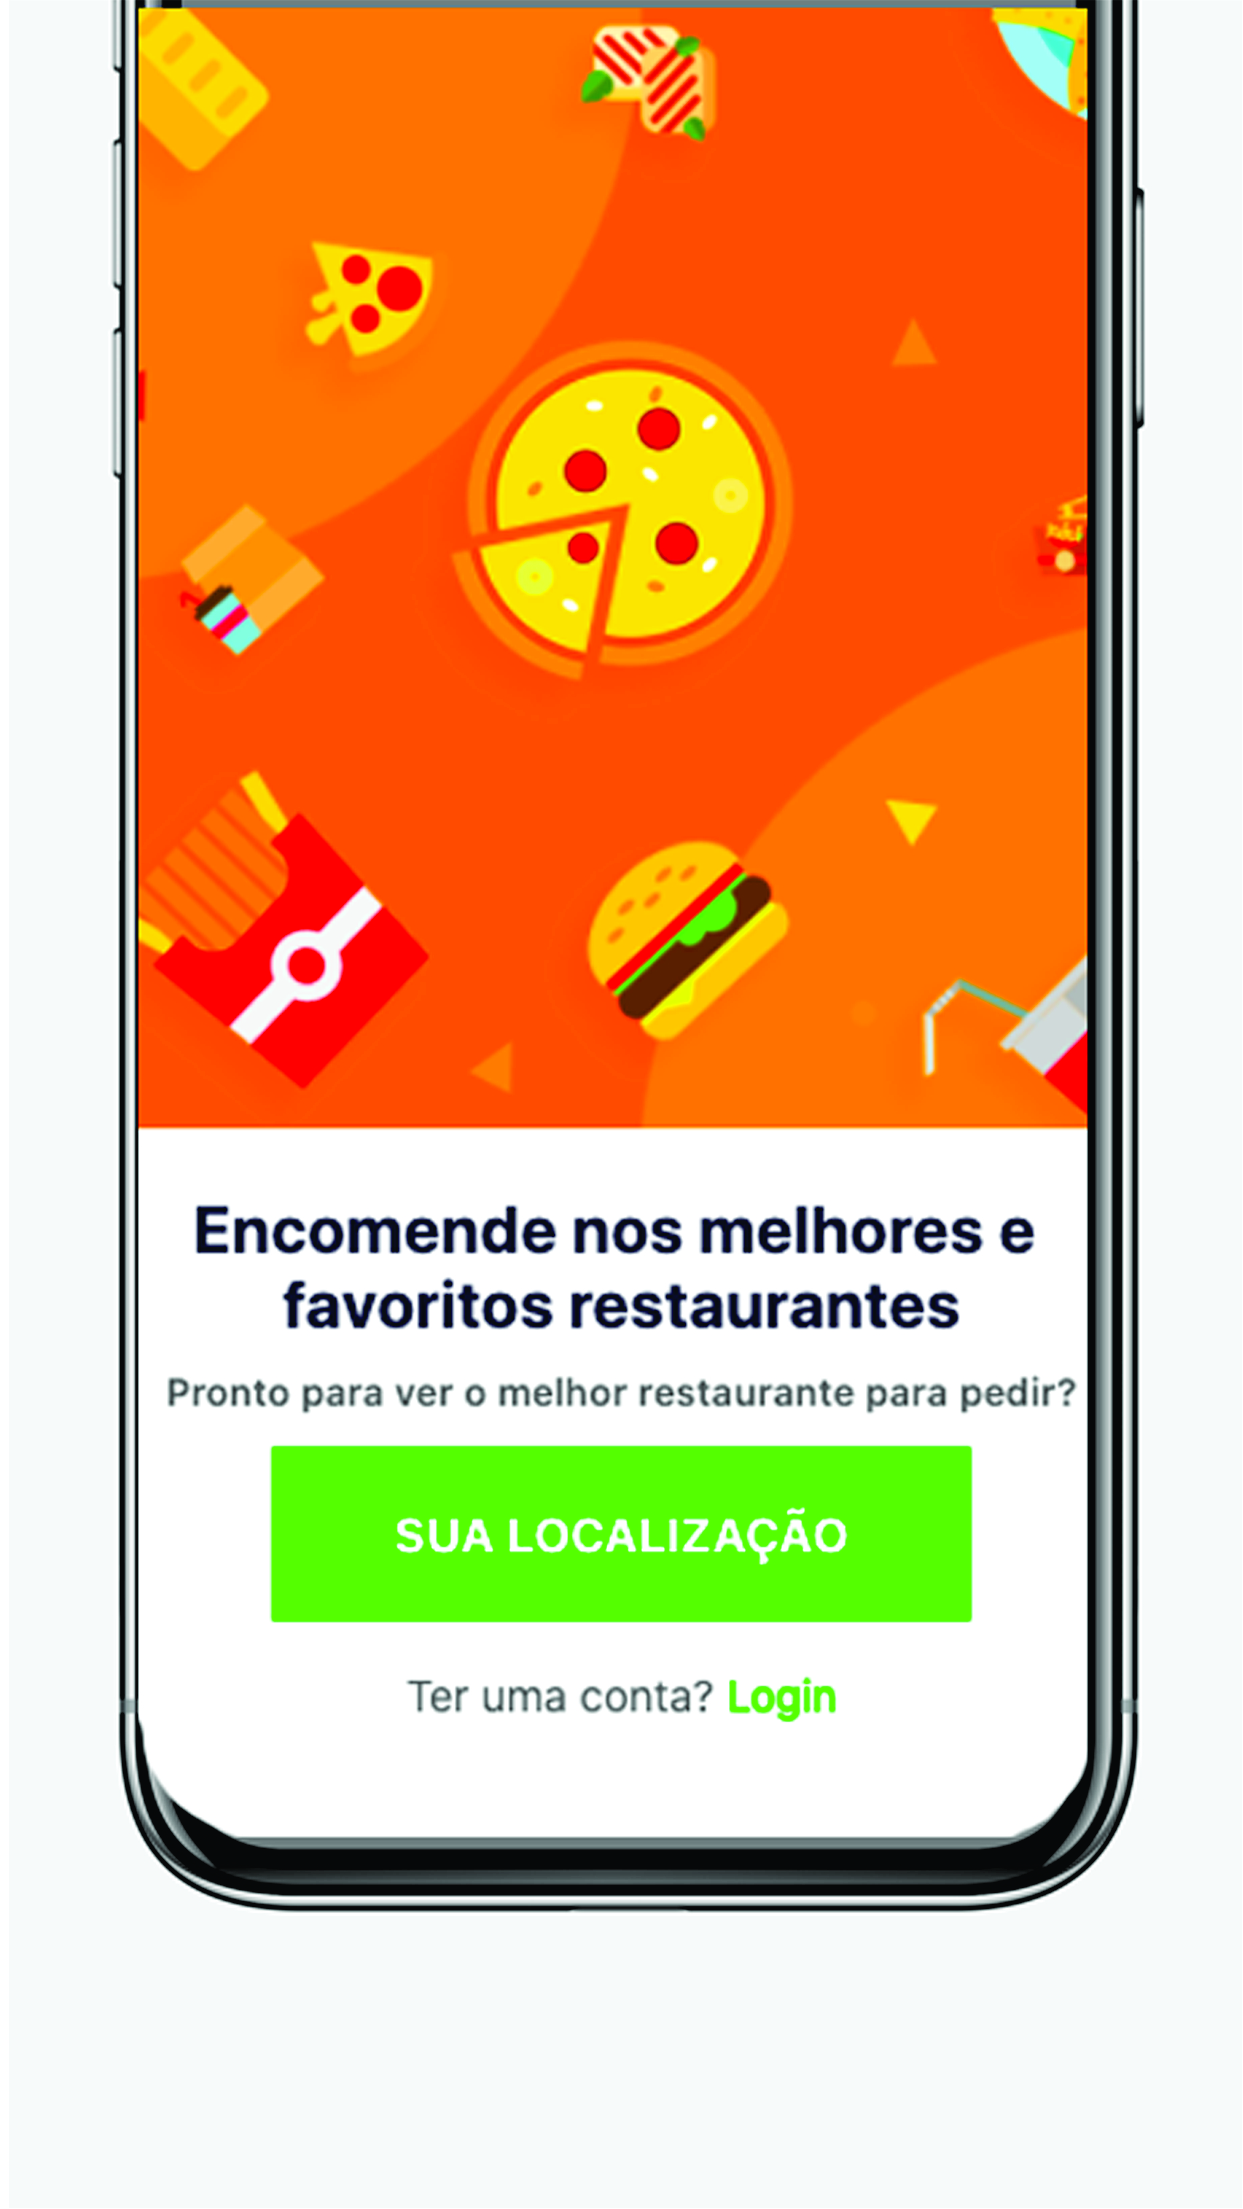 Encomende nos melhores e
favoritos restaurantes
Pronto para ver o melhor restaurante para pedir?
SUA LOCALIZAÇÃO
Ter uma conta? Login